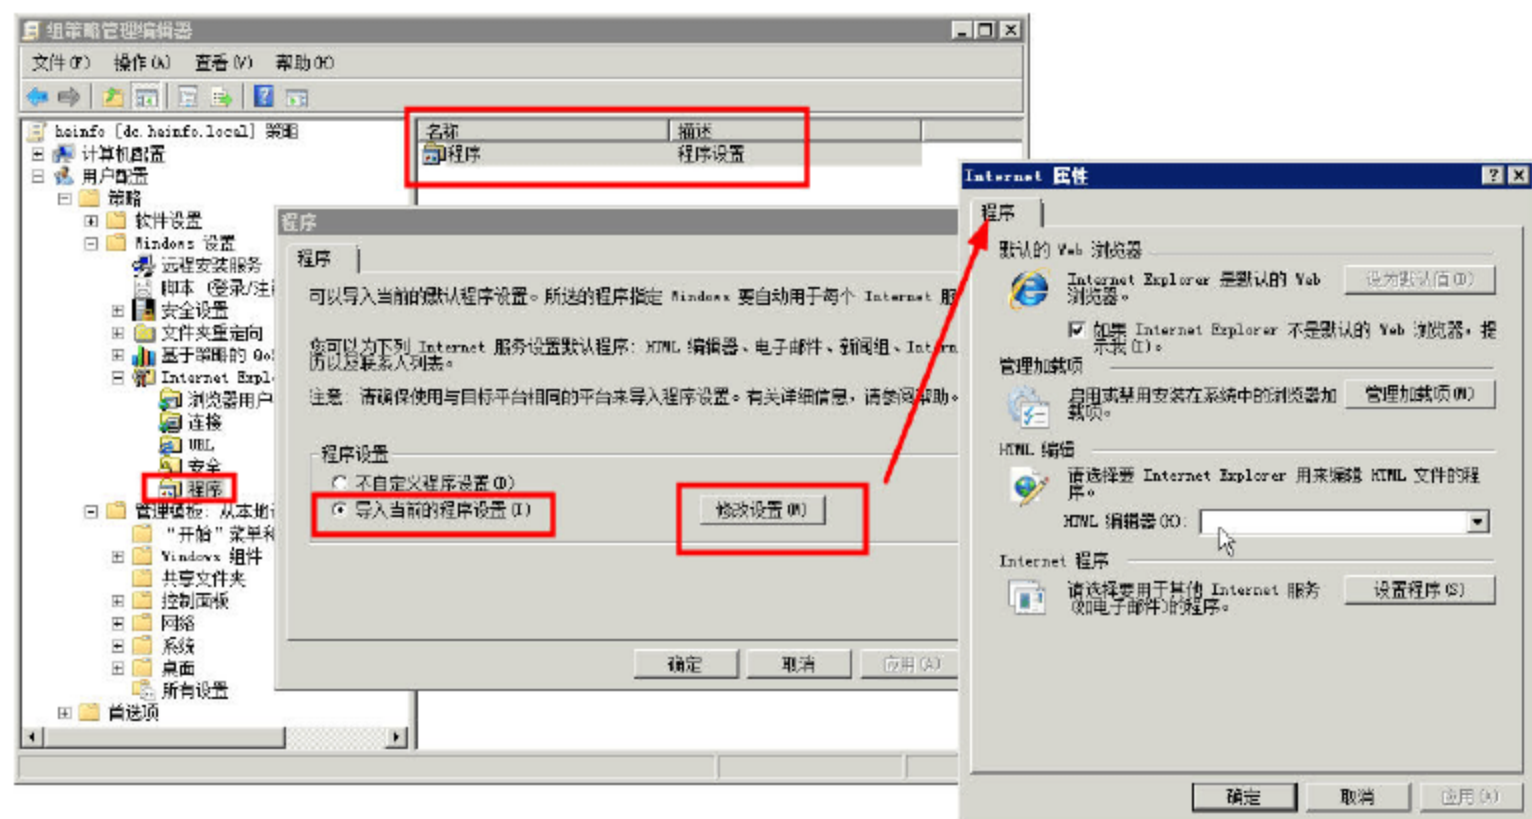 组策略管理编辑器
文件(F) 操作(A) 查看(V) 帮助(H)
heinfo [dc.heinfo.local] 策略
计算机配置
用户配置
策略
软件设置
Windows 设置
远程安装服务
脚本 (登录/注
安全设置
文件夹重定向
基于策略的 QoS
Internet Expl
浏览器用户
连接
URL
安全
程序
管理模板: 从本地
“开始”菜单和
Windows 组件
共享文件夹
控制面板
网络
系统
桌面
所有设置
首选项
名称 描述
程序 程序设置
程序
程序
可以导入当前的默认程序设置。所选的程序指定 Windows 要自动用于每个 Internet 服
您可以为下列 Internet 服务设置默认程序: HTML 编辑器、电子邮件、新闻组、Intern
历以及联系人列表。
注意: 请确保使用与目标平台相同的平台来导入程序设置。有关详细信息，请参阅帮助。
程序设置
不自定义程序设置(D)
导入当前的程序设置(I)
修改设置(M)
确定 取消 应用(A)
Internet 属性
程序
默认的 Web 浏览器
Internet Explorer 是默认的 Web
浏览器。
设为默认值(D)
如果 Internet Explorer 不是默认的 Web 浏览器，提
示我(I)。
管理加载项
启用或禁用安装在系统中的浏览器加
载项。
管理加载项(M)
HTML 编辑
请选择要 Internet Explorer 用来编辑 HTML 文件的程
序。
HTML 编辑器(H):
Internet 程序
请选择要用于其他 Internet 服务
(如电子邮件)的程序。
设置程序(S)
确定 取消 应用(A)